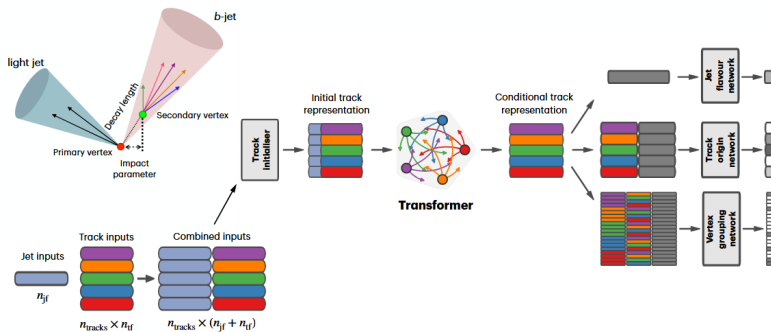 b-jet
light jet
Decay length
Secondary vertex
Primary vertex
Impact
parameter
Jet inputs
n_jf
Track inputs
n_tracks × n_tf
Combined inputs
n_tracks × (n_jf + n_tf)
Track
initialiser
Initial track
representation
Transformer
Conditional track
representation
Jet
flavour
network
Track
origin
network
Vertex
grouping
network